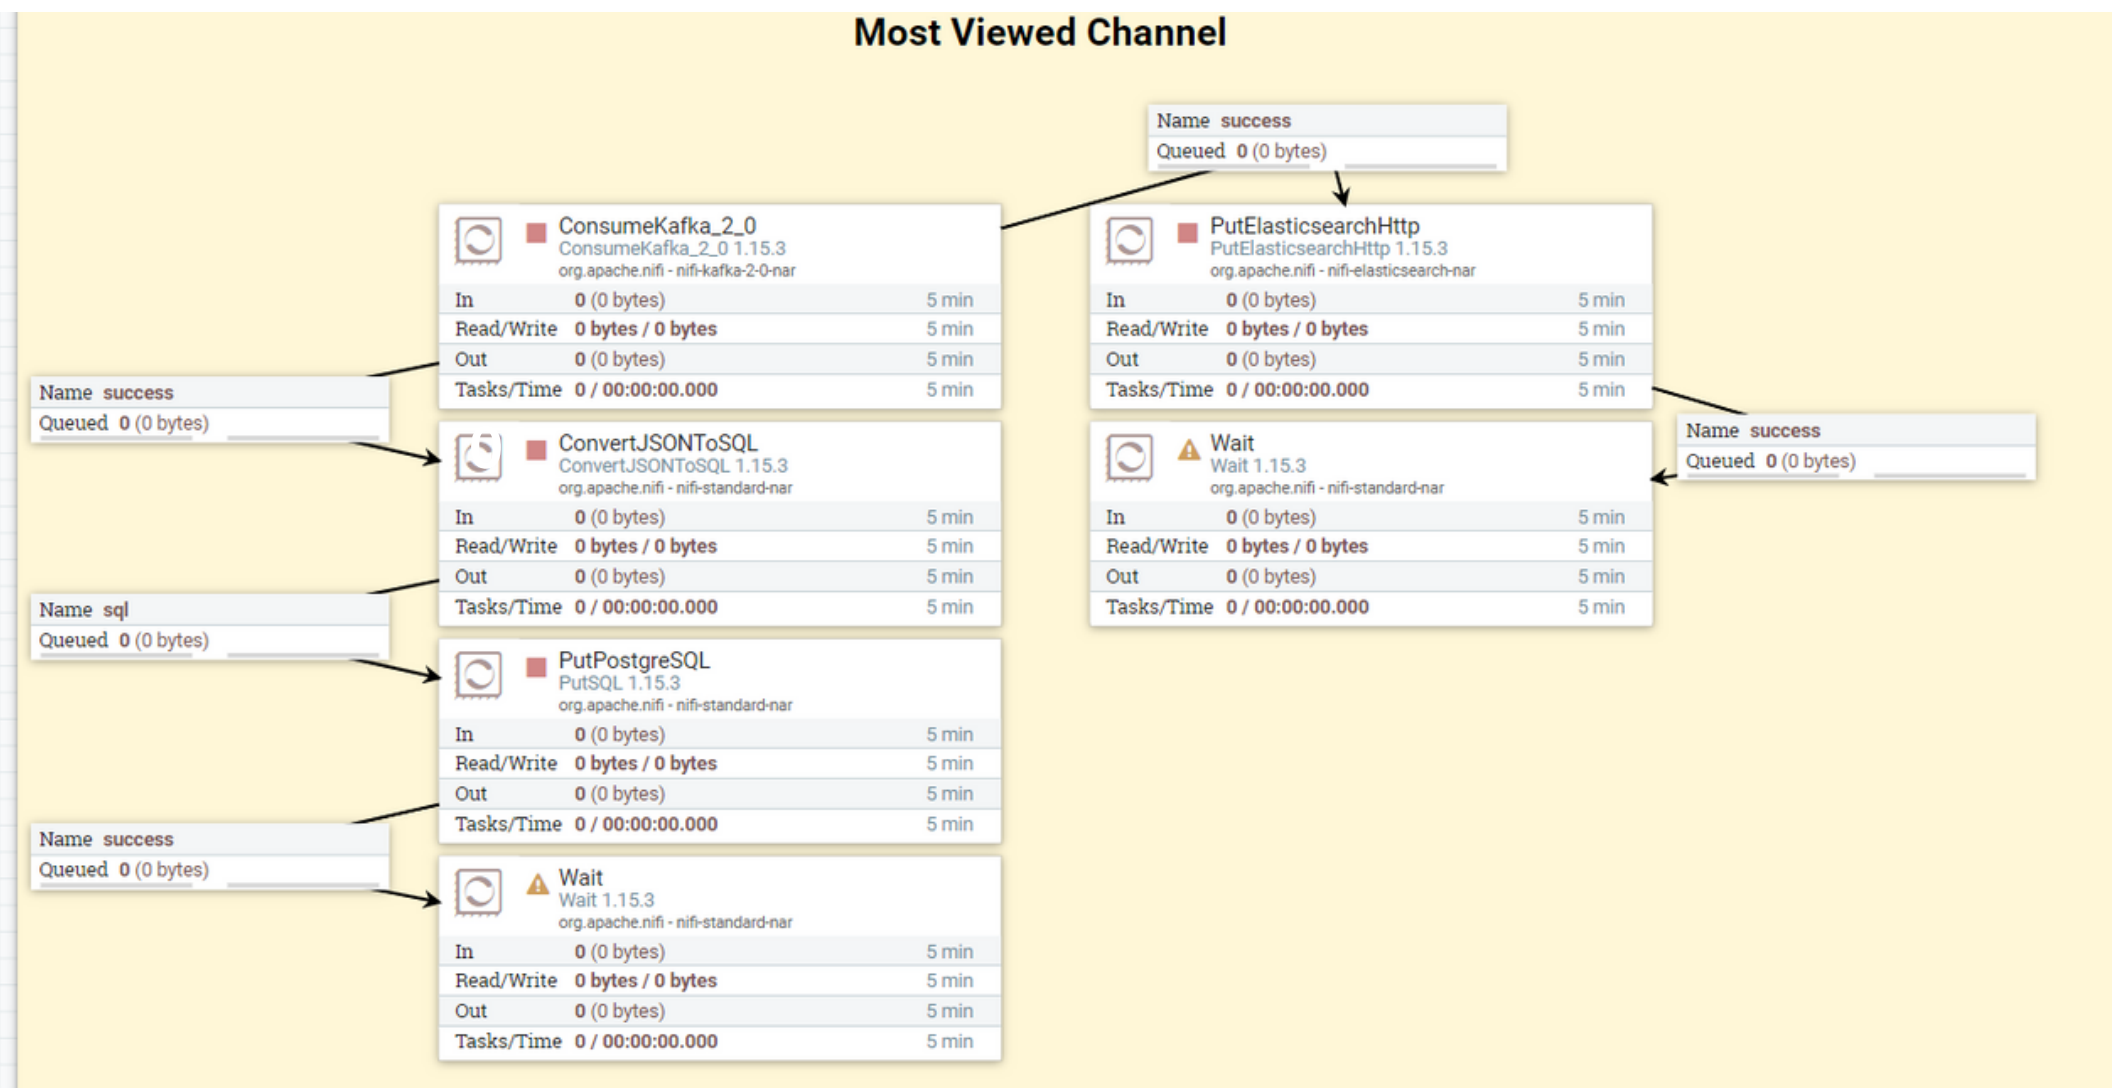 Most Viewed Channel
Name success
Queued 0 (0 bytes)
ConsumeKafka_2_0
ConsumeKafka_2_0 1.15.3
org.apache.nifi - nifi-kafka-2-0-nar
In 0 (0 bytes) 5 min
Read/Write 0 bytes / 0 bytes 5 min
Out 0 (0 bytes) 5 min
Tasks/Time 0 / 00:00:00.000 5 min
PutElasticsearchHttp
PutElasticsearchHttp 1.15.3
org.apache.nifi - nifi-elasticsearch-nar
In 0 (0 bytes) 5 min
Read/Write 0 bytes / 0 bytes 5 min
Out 0 (0 bytes) 5 min
Tasks/Time 0 / 00:00:00.000 5 min
Name success
Queued 0 (0 bytes)
ConvertJSONToSQL
ConvertJSONToSQL 1.15.3
org.apache.nifi - nifi-standard-nar
In 0 (0 bytes) 5 min
Read/Write 0 bytes / 0 bytes 5 min
Out 0 (0 bytes) 5 min
Tasks/Time 0 / 00:00:00.000 5 min
Wait
Wait 1.15.3
org.apache.nifi - nifi-standard-nar
In 0 (0 bytes) 5 min
Read/Write 0 bytes / 0 bytes 5 min
Out 0 (0 bytes) 5 min
Tasks/Time 0 / 00:00:00.000 5 min
Name success
Queued 0 (0 bytes)
Name sql
Queued 0 (0 bytes)
PutPostgreSQL
PutSQL 1.15.3
org.apache.nifi - nifi-standard-nar
In 0 (0 bytes) 5 min
Read/Write 0 bytes / 0 bytes 5 min
Out 0 (0 bytes) 5 min
Tasks/Time 0 / 00:00:00.000 5 min
Name success
Queued 0 (0 bytes)
Wait
Wait 1.15.3
org.apache.nifi - nifi-standard-nar
In 0 (0 bytes) 5 min
Read/Write 0 bytes / 0 bytes 5 min
Out 0 (0 bytes) 5 min
Tasks/Time 0 / 00:00:00.000 5 min